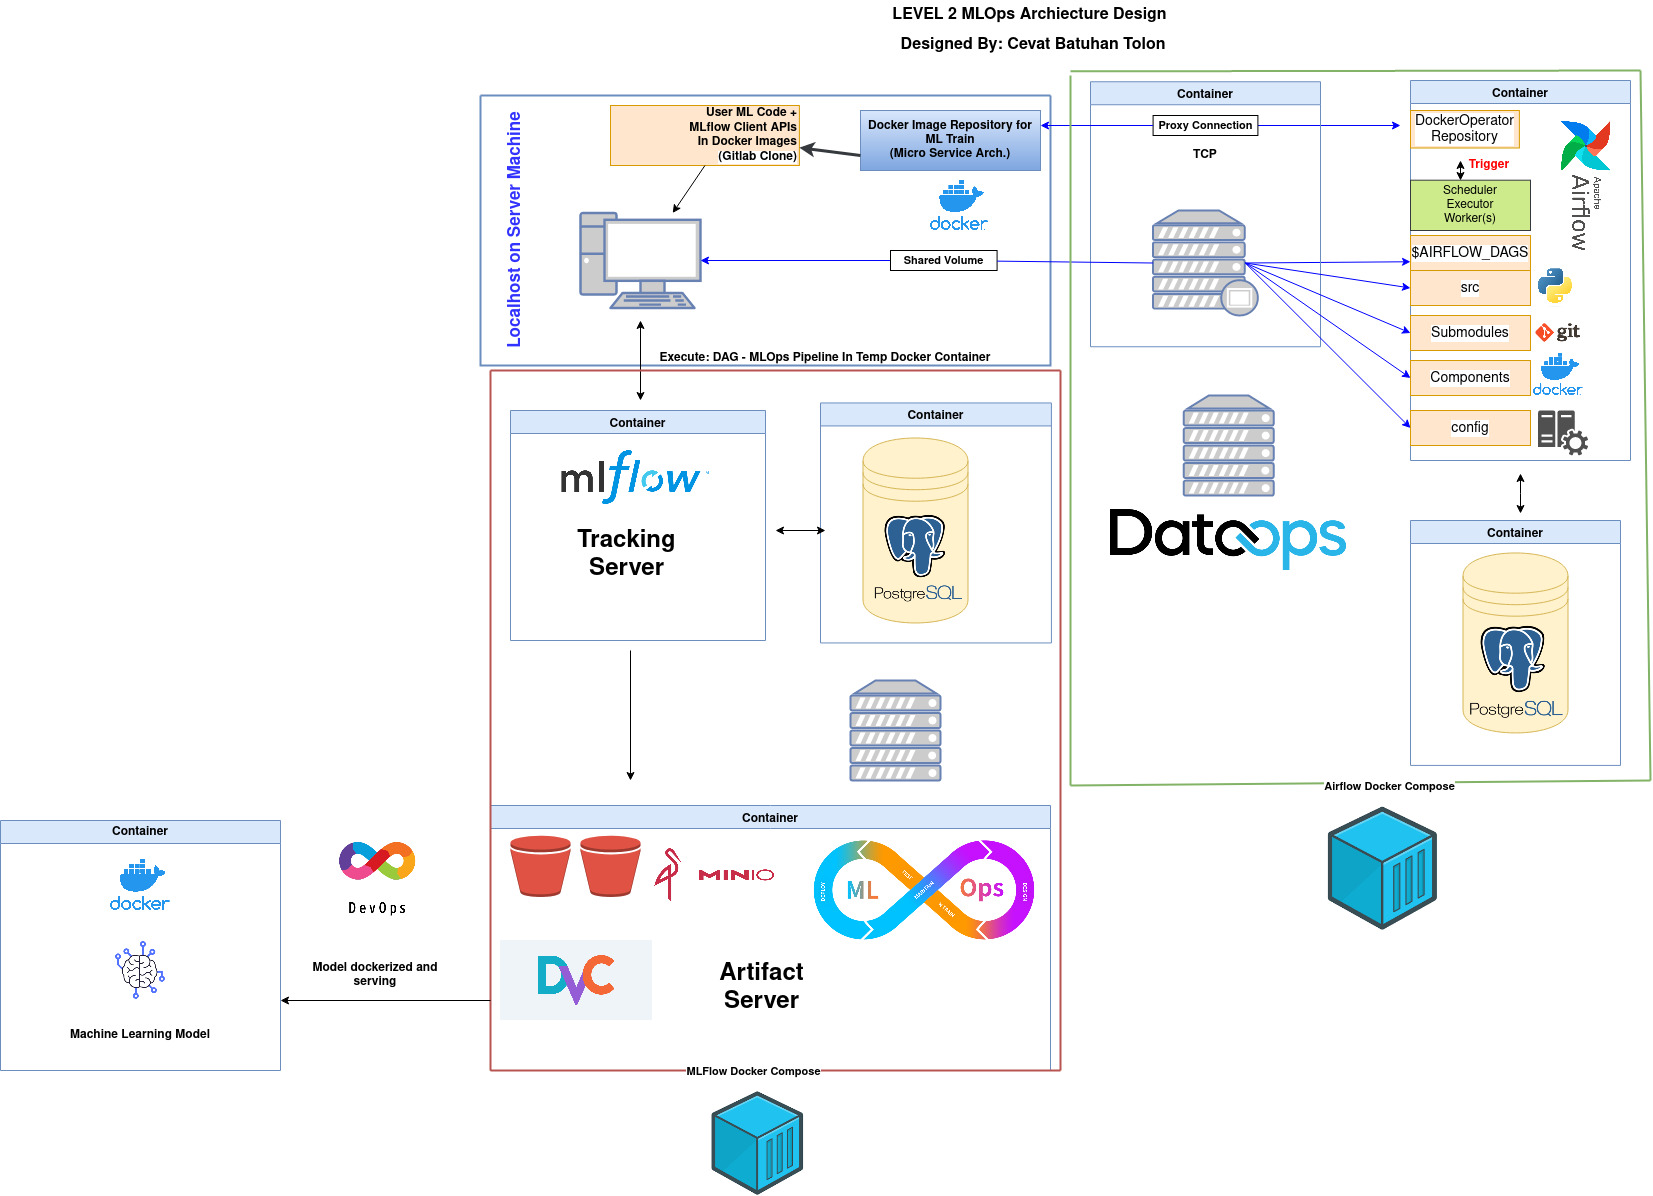 LEVEL 2 MLOps Archiecture Design
Designed By: Cevat Batuhan Tolon
Localhost on Server Machine
User ML Code +
MLflow Client APIs
In Docker Images
(Gitlab Clone)
Docker Image Repository for
ML Train
(Micro Service Arch.)
docker
Shared Volume
Execute: DAG - MLOps Pipeline In Temp Docker Container
Container
Proxy Connection
TCP
Container
DockerOperator
Repository
Trigger
Scheduler
Executor
Worker(s)
Apache
Airflow
$AIRFLOW_DAGS
src
Submodules
git
Components
docker
config
Dataops
Container
PostgreSQL
Airflow Docker Compose
Container
mlflow
Tracking
Server
Container
PostgreSQL
Container
MINIO
ML
Ops
DEPLOY
TEST
MAINTAIN
TRAIN
DESIGN
DVC
Artifact
Server
MLFlow Docker Compose
DevOps
Model dockerized and
serving
Container
docker
Machine Learning Model